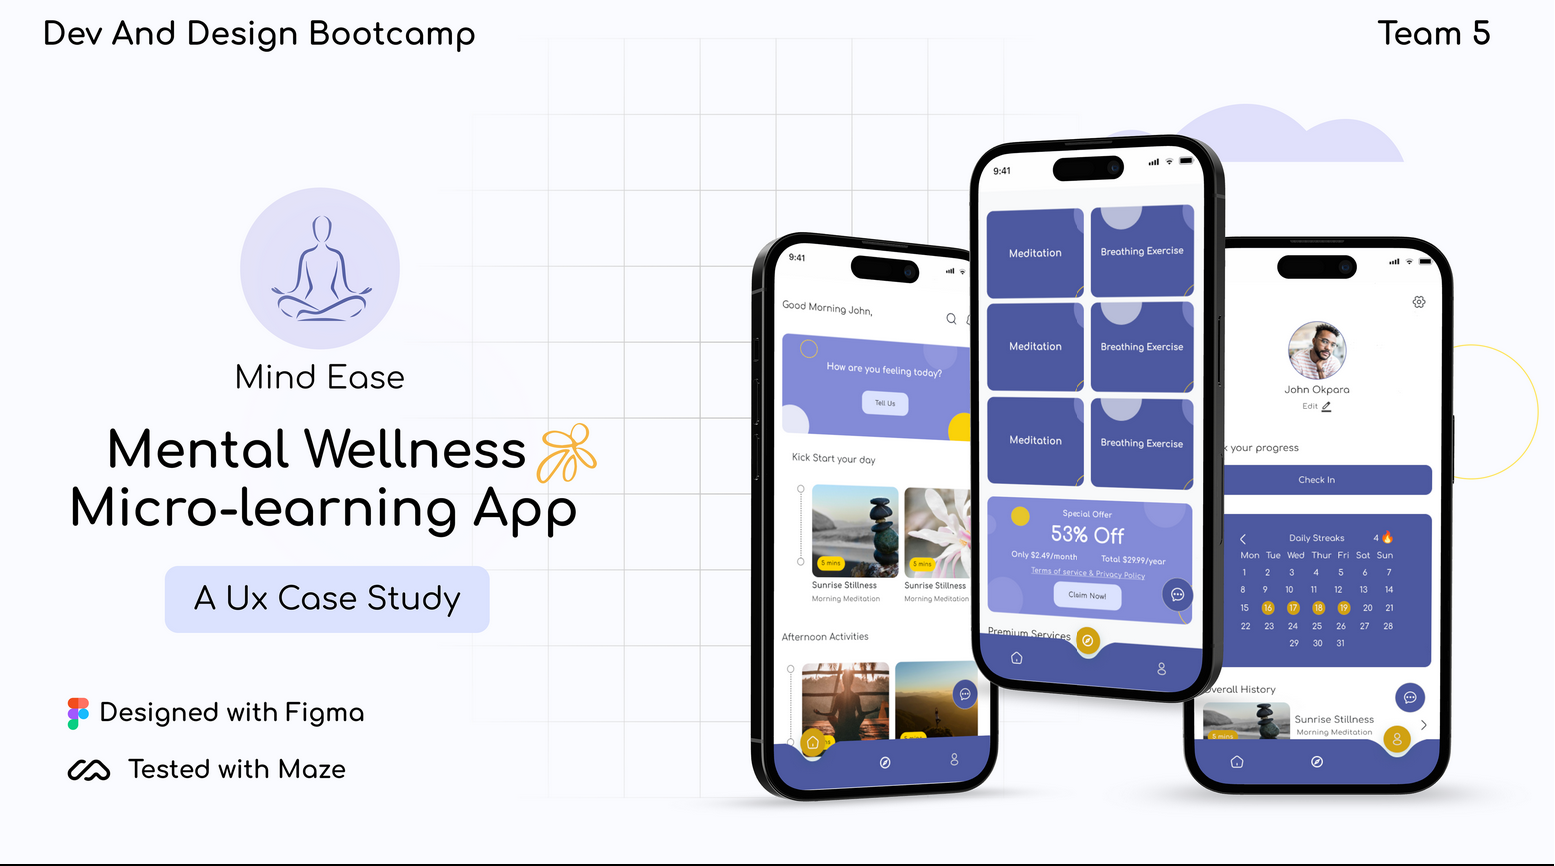 Dev And Design Bootcamp
Team 5
Mind Ease
Mental Wellness
Micro-learning App
A Ux Case Study
Designed with Figma
Tested with Maze
9:41
Good Morning John,
How are you feeling today?
Tell Us
Kick Start your day
5 mins
5 mins
Sunrise Stillness
Sunrise Stillness
Morning Meditation
Morning Meditation
Afternoon Activities
9:41
Meditation
Breathing Exercise
Meditation
Breathing Exercise
Meditation
Breathing Exercise
Special Offer
53% Off
Only $2.49/month
Total $29.99/year
Terms of service & Privacy Policy
Claim Now!
Premium Services
John Okpara
Edit
your progress
Check In
Daily Streaks
4
Mon Tue Wed Thur Fri Sat Sun
1 2 3 4 5 6 7
8 9 10 11 12 13 14
15 16 17 18 19 20 21
22 23 24 25 26 27 28
29 30 31
Overall History
5 mins
Sunrise Stillness
Morning Meditation